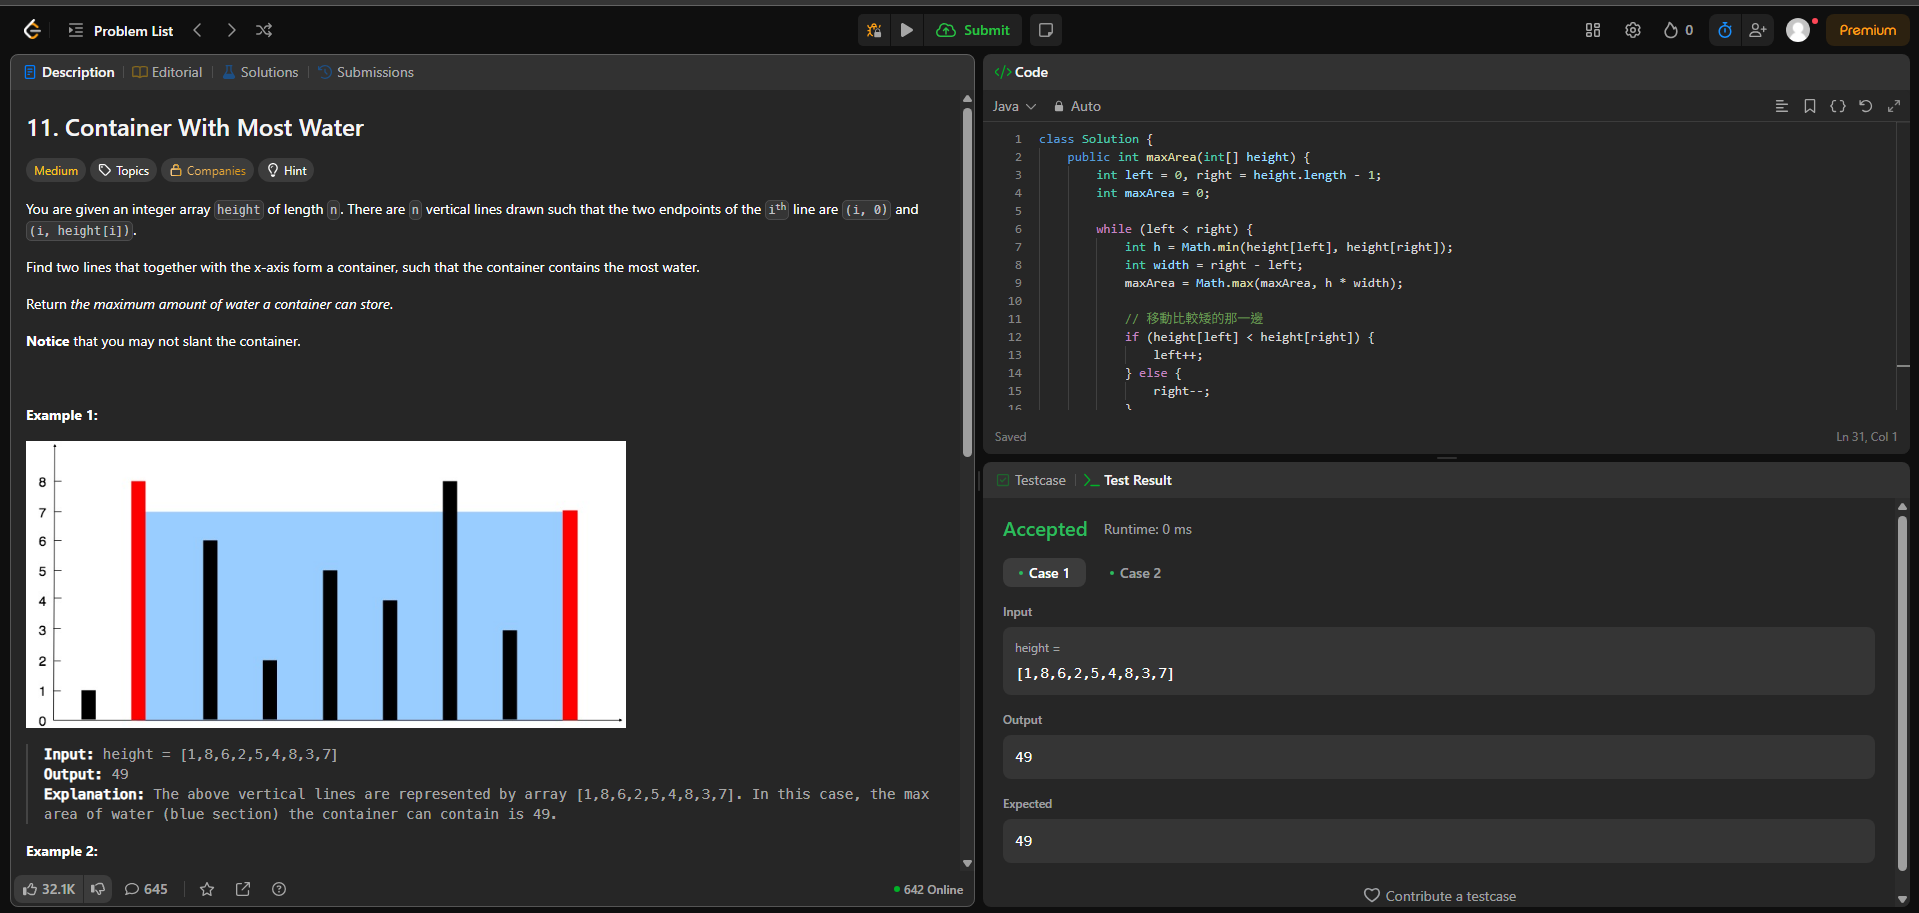 Problem List
Submit
0
Premium
Description
Editorial
Solutions
Submissions
11. Container With Most Water
Medium
Topics
Companies
Hint
You are given an integer array height of length n. There are n vertical lines drawn such that the two endpoints of the ith line are (i, 0) and
(i, height[i]).
Find two lines that together with the x-axis form a container, such that the container contains the most water.
Return the maximum amount of water a container can store.
Notice that you may not slant the container.
Example 1:
8
7
6
5
4
3
2
1
0
Input: height = [1,8,6,2,5,4,8,3,7]
Output: 49
Explanation: The above vertical lines are represented by array [1,8,6,2,5,4,8,3,7]. In this case, the max
area of water (blue section) the container can contain is 49.
Example 2:
32.1K
645
642 Online
Code
Java
Auto
1 class Solution {
2 public int maxArea(int[] height) {
3 int left = 0, right = height.length - 1;
4 int maxArea = 0;
5
6 while (left < right) {
7 int h = Math.min(height[left], height[right]);
8 int width = right - left;
9 maxArea = Math.max(maxArea, h * width);
10
11 // 移動比較矮的那一邊
12 if (height[left] < height[right]) {
13 left++;
14 } else {
15 right--;
16 }
Saved
Ln 31, Col 1
Testcase
Test Result
Accepted
Runtime: 0 ms
Case 1
Case 2
Input
height =
[1,8,6,2,5,4,8,3,7]
Output
49
Expected
49
Contribute a testcase